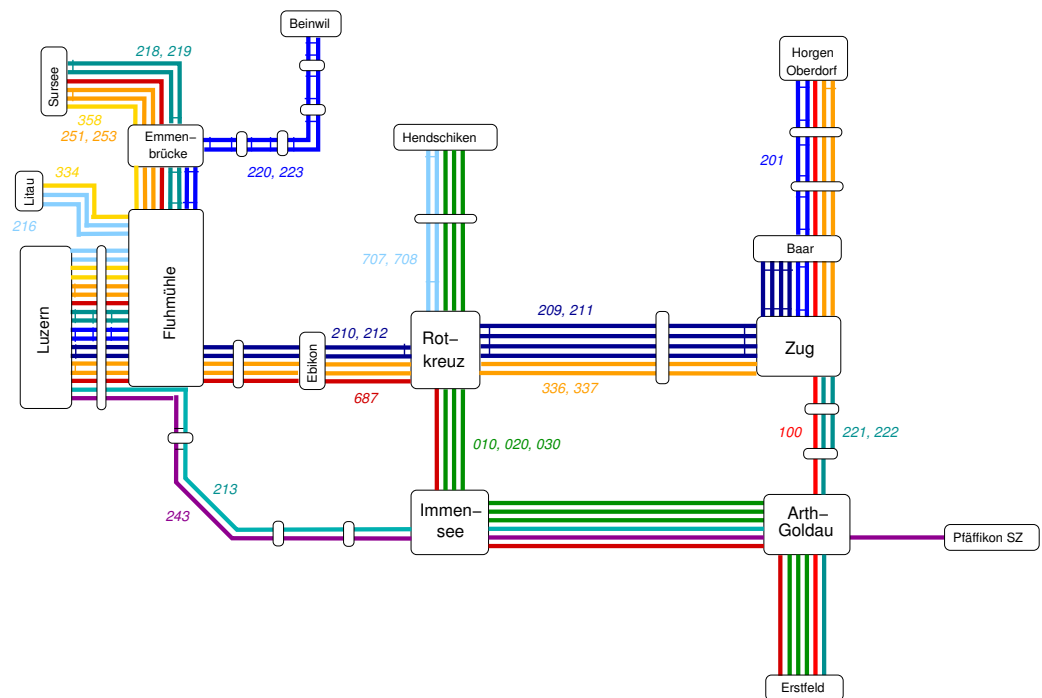 Beinwil
218, 219
Sursee
Horgen
Oberdorf
358
251, 253
Emmen–
brücke
Hendschiken
220, 223
201
334
Litau
216
Baar
707, 708
Luzern
Fluhmühle
210, 212
209, 211
Ebikon
Rot–
kreuz
Zug
336, 337
687
100
221, 222
010, 020, 030
213
243
Immen–
see
Arth–
Goldau
Pfäffikon SZ
Erstfeld